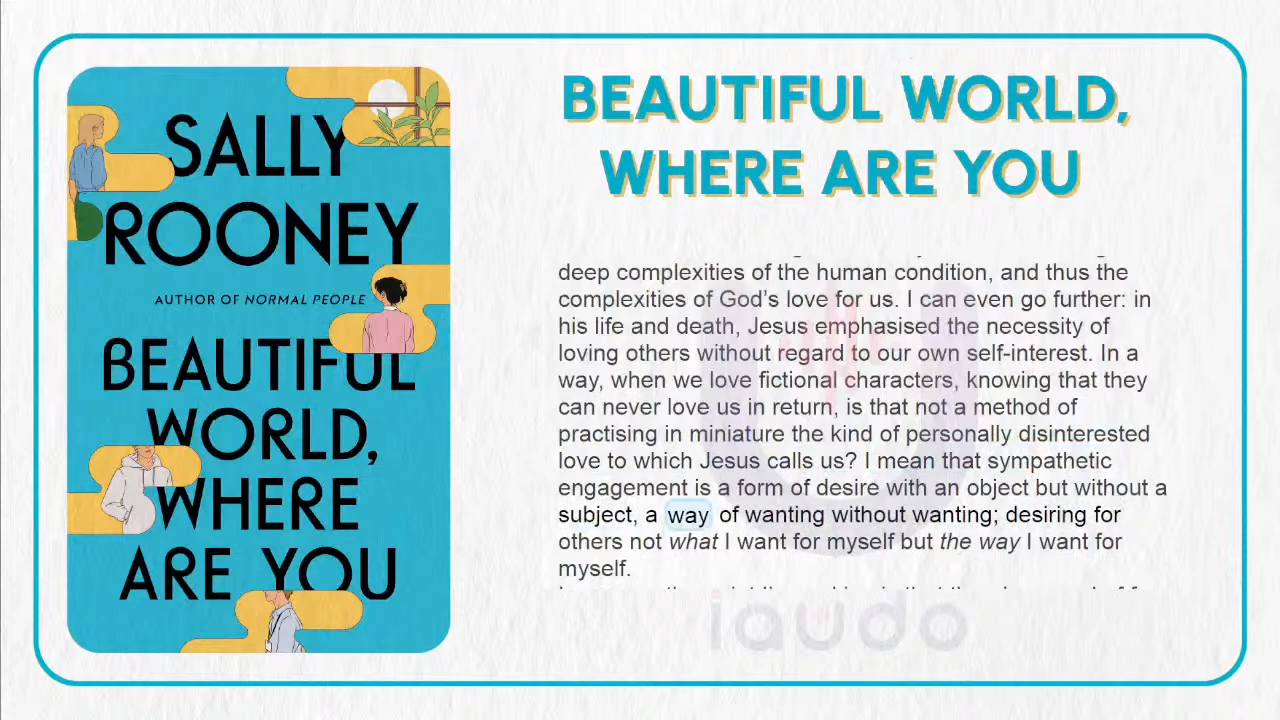 SALLY
ROONEY
AUTHOR OF NORMAL PEOPLE
BEAUTIFUL
WORLD,
WHERE
ARE YOU
BEAUTIFUL WORLD,
WHERE ARE YOU
deep complexities of the human condition, and thus the
complexities of God's love for us. I can even go further: in
his life and death, Jesus emphasised the necessity of
loving others without regard to our own self-interest. In a
way, when we love fictional characters, knowing that they
can never love us in return, is that not a method of
practising in miniature the kind of personally disinterested
love to which Jesus calls us? I mean that sympathetic
engagement is a form of desire with an object but without a
subject, a way of wanting without wanting; desiring for
others not what I want for myself but the way I want for
myself.
iaudo